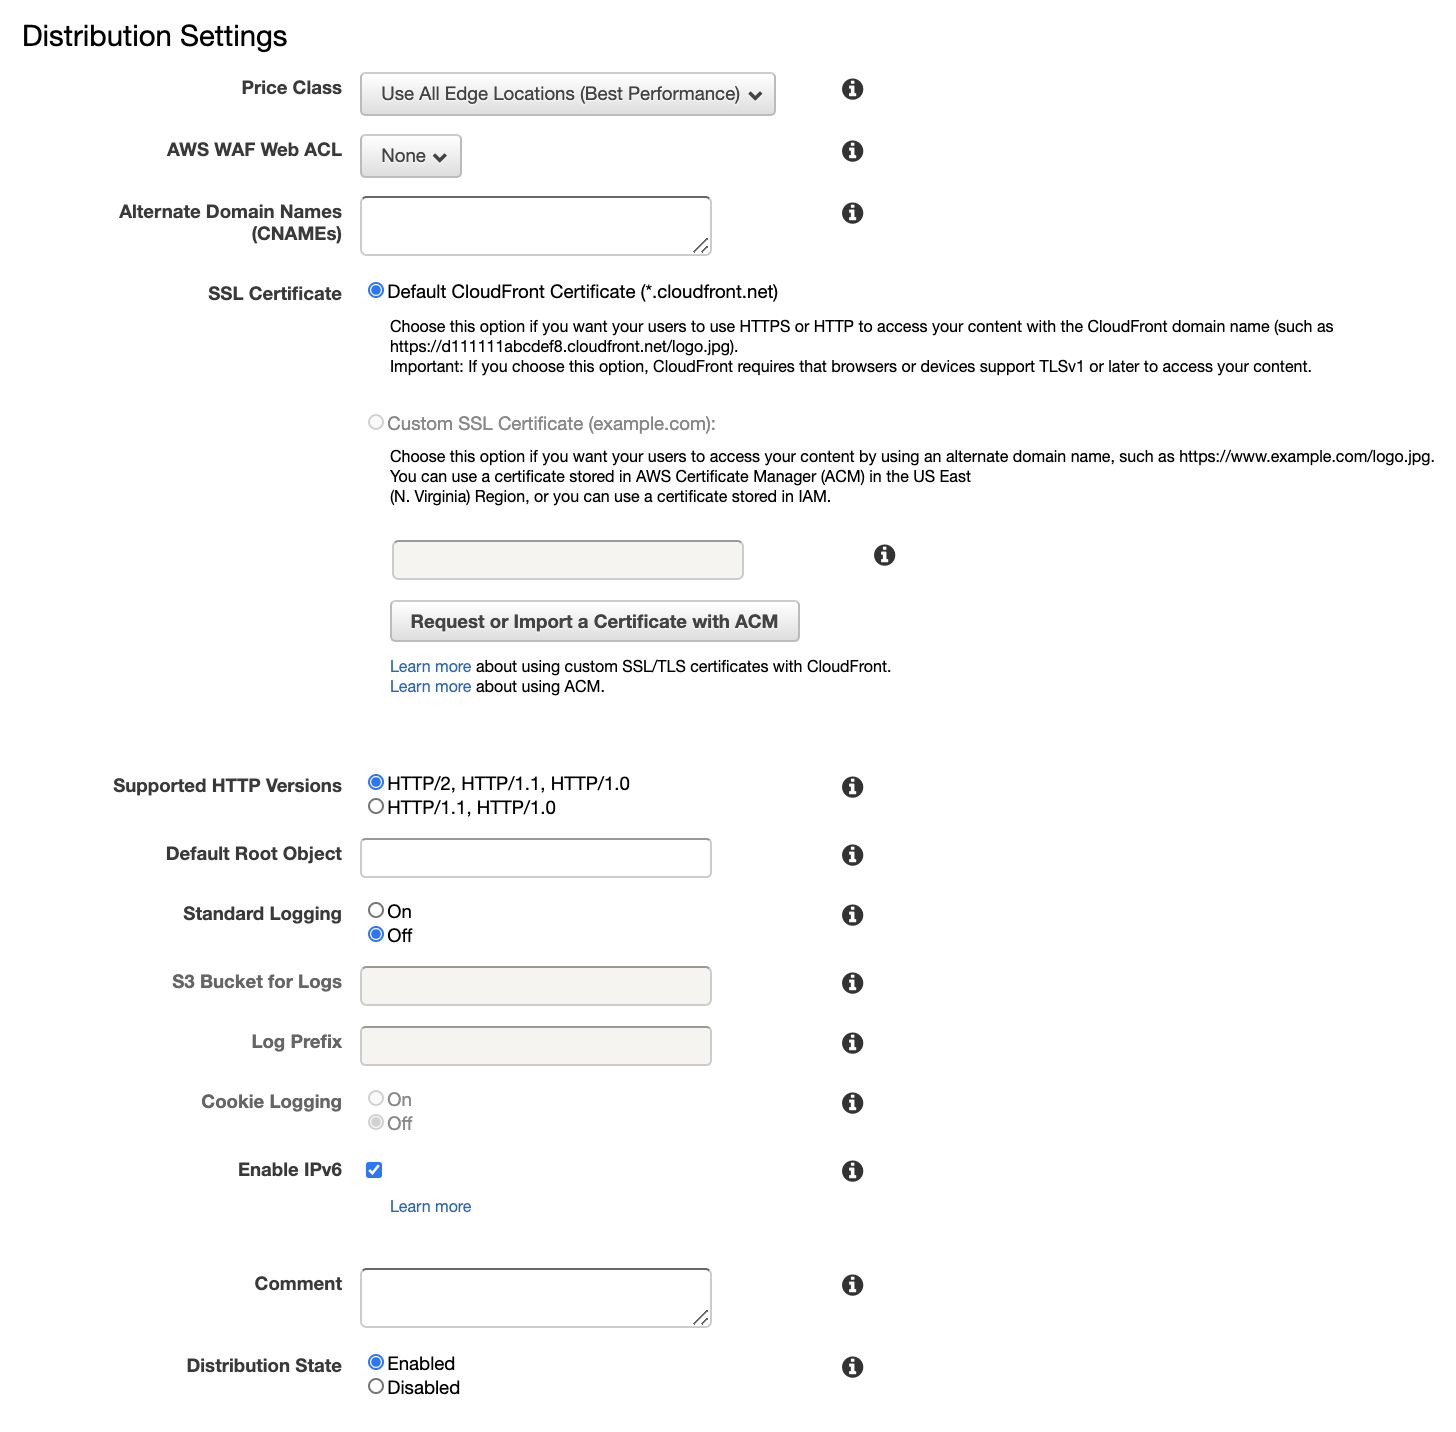 Distribution Settings
Price Class
Use All Edge Locations (Best Performance)
AWS WAF Web ACL
None
Alternate Domain Names
(CNAMEs)
SSL Certificate
Default CloudFront Certificate (*.cloudfront.net)
Choose this option if you want your users to use HTTPS or HTTP to access your content with the CloudFront domain name (such as
https://d111111abcdef8.cloudfront.net/logo.jpg).
Important: If you choose this option, CloudFront requires that browsers or devices support TLSv1 or later to access your content.
Custom SSL Certificate (example.com):
Choose this option if you want your users to access your content by using an alternate domain name, such as https://www.example.com/logo.jpg.
You can use a certificate stored in AWS Certificate Manager (ACM) in the US East
(N. Virginia) Region, or you can use a certificate stored in IAM.
Request or Import a Certificate with ACM
Learn more about using custom SSL/TLS certificates with CloudFront.
Learn more about using ACM.
Supported HTTP Versions
HTTP/2, HTTP/1.1, HTTP/1.0
HTTP/1.1, HTTP/1.0
Default Root Object
Standard Logging
On
Off
S3 Bucket for Logs
Log Prefix
Cookie Logging
On
Off
Enable IPv6
Learn more
Comment
Distribution State
Enabled
Disabled